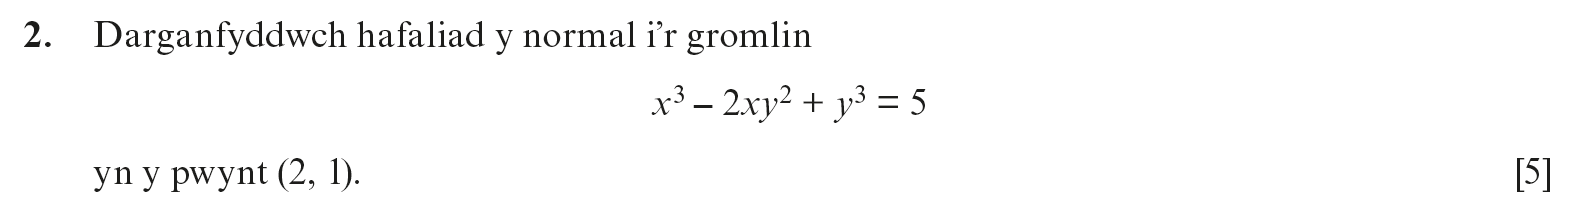 2. Darganfyddwch hafaliad y normal i’r gromlin
x³ – 2xy² + y³ = 5
yn y pwynt (2, 1). [5]